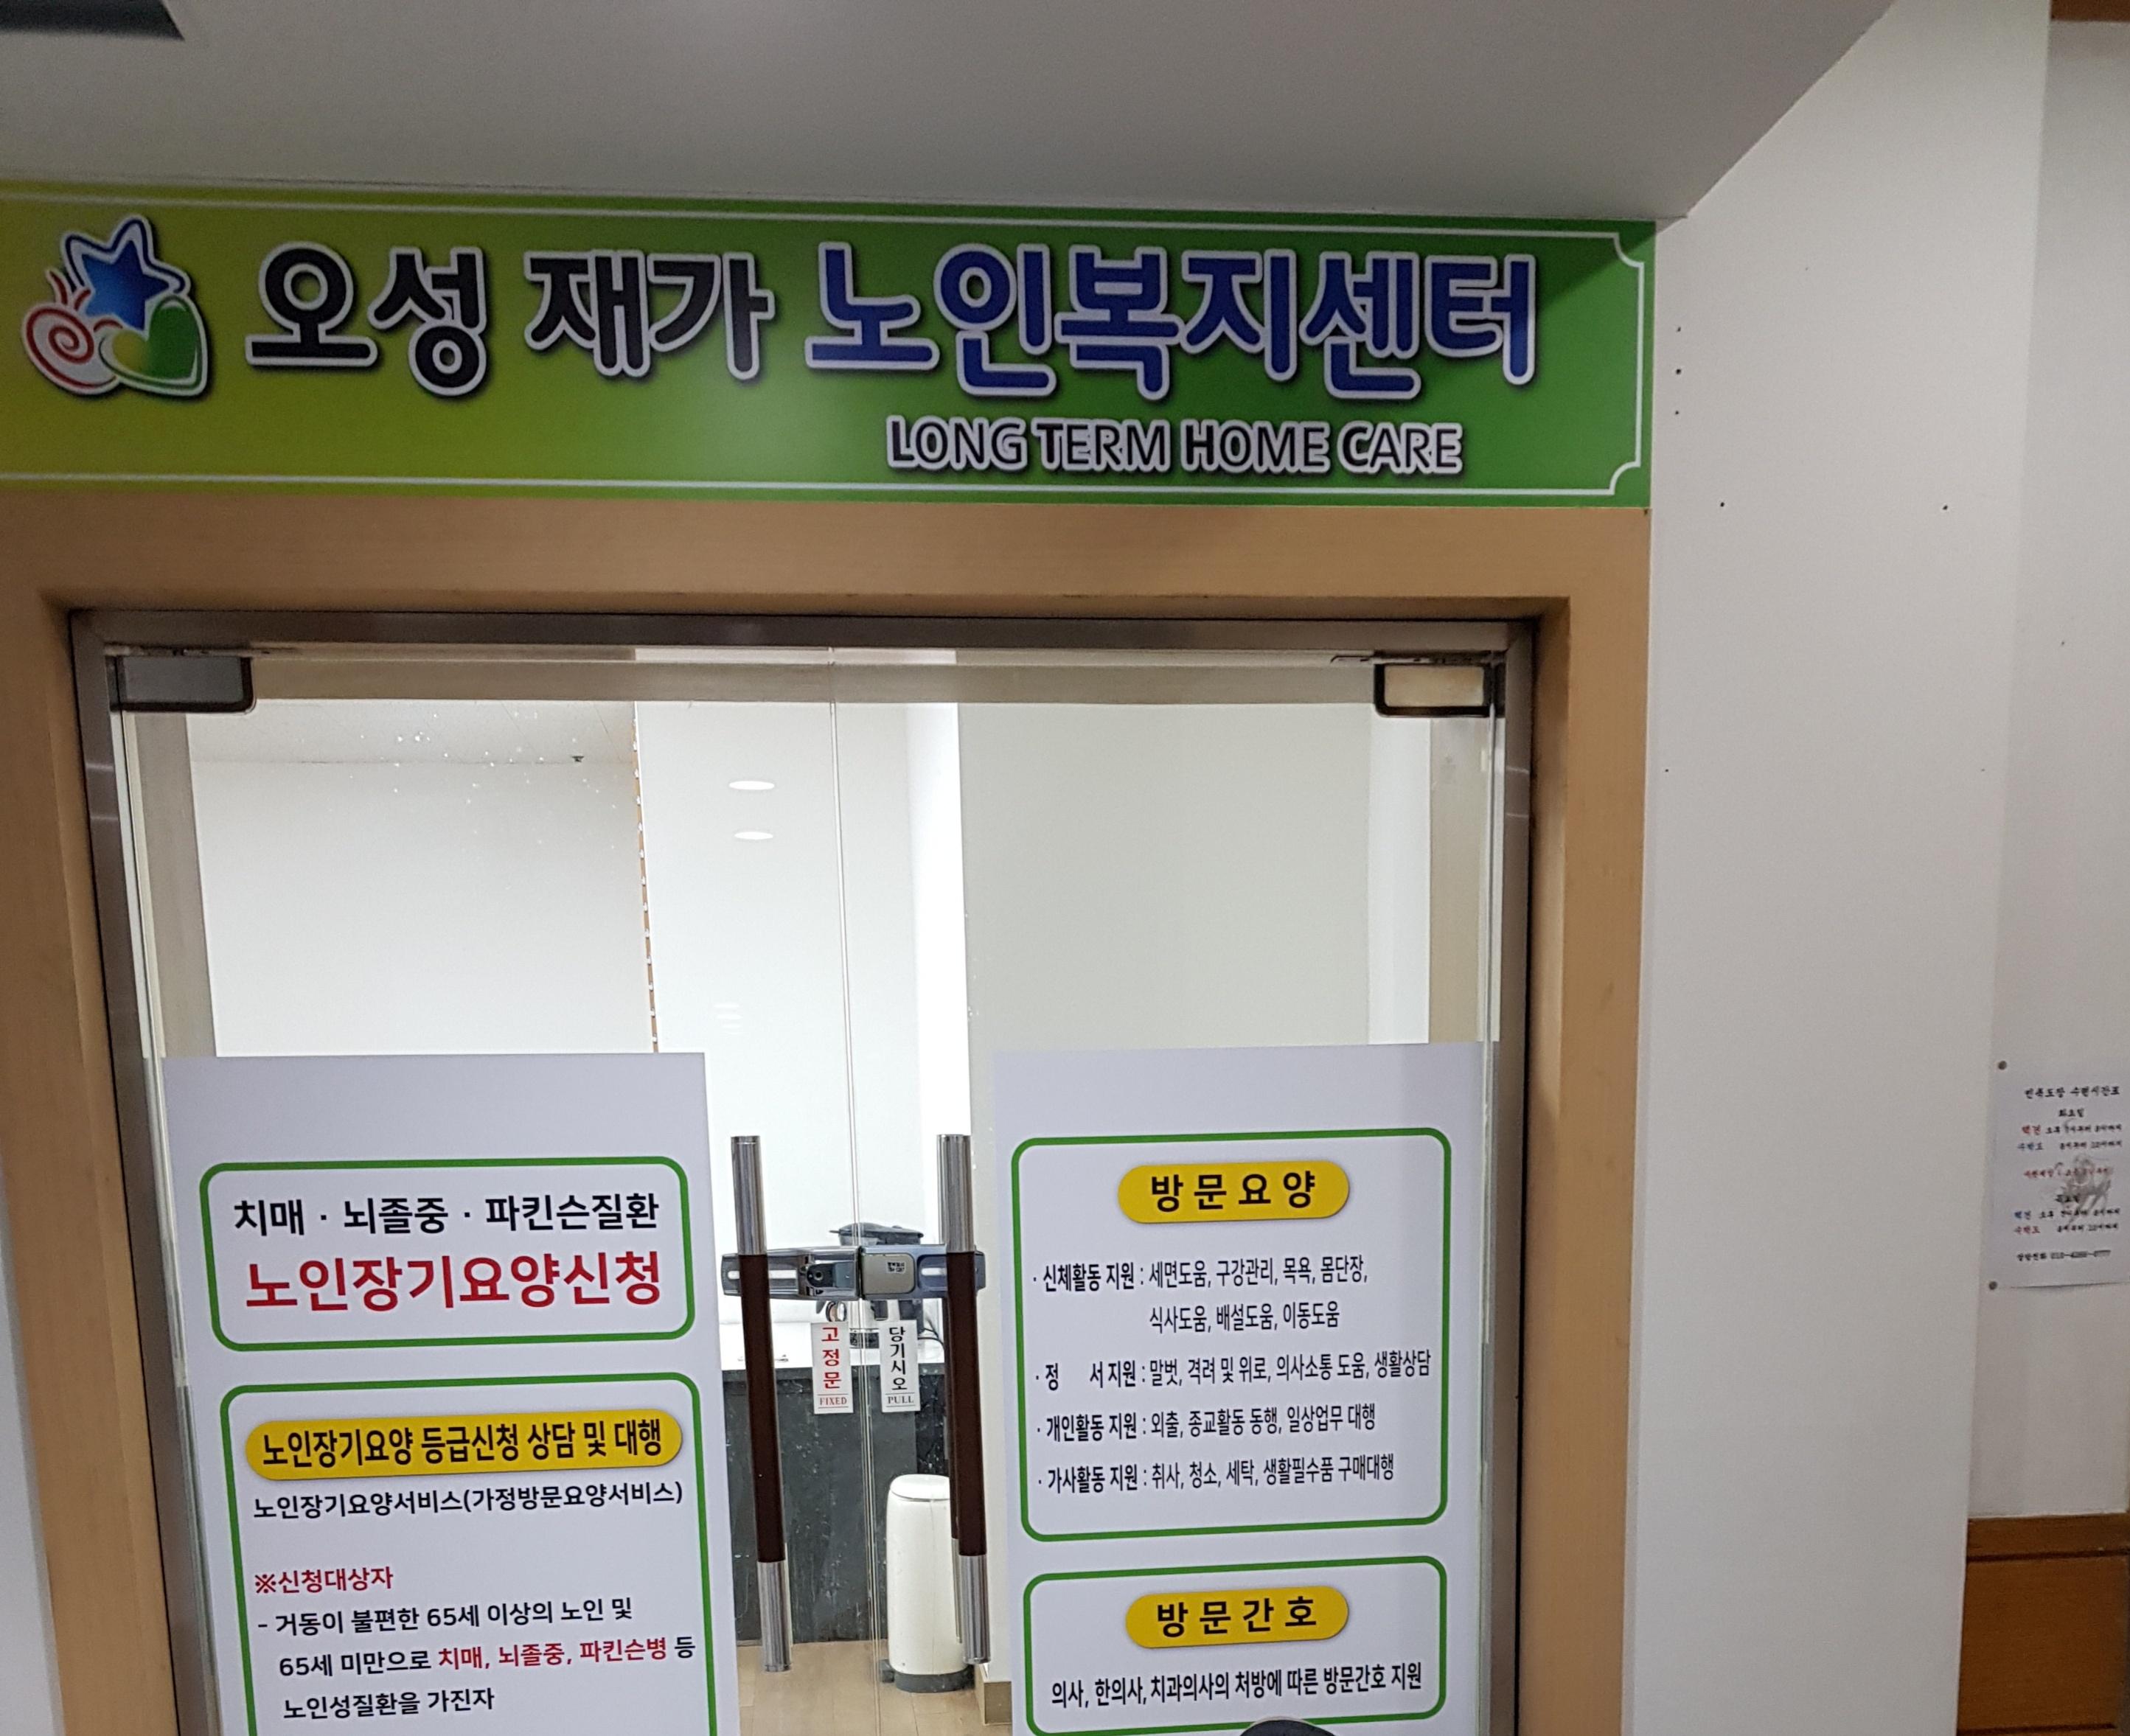 오성 재가 노인복지센터
LONG TERM HOME CARE
치매 · 뇌졸중 · 파킨슨질환
노인장기요양신청
노인장기요양 등급신청 상담 및 대행
노인장기요양서비스(가정방문요양서비스)
※신청대상자
- 거동이 불편한 65세 이상의 노인 및
65세 미만으로 치매, 뇌졸중, 파킨슨병 등
노인성질환을 가진자
고정문
FIXED
당기시오
PULL
방문요양
· 신체활동 지원 : 세면도움, 구강관리, 목욕, 몸단장,
식사도움, 배설도움, 이동도움
· 정 서 지원 : 말벗, 격려 및 위로, 의사소통 도움, 생활상담
· 개인활동 지원 : 외출, 종교활동 동행, 일상업무 대행
· 가사활동 지원 : 취사, 청소, 세탁, 생활필수품 구매대행
방문간호
의사, 한의사, 치과의사의 처방에 따른 방문간호 지원
수련시간표
화요일